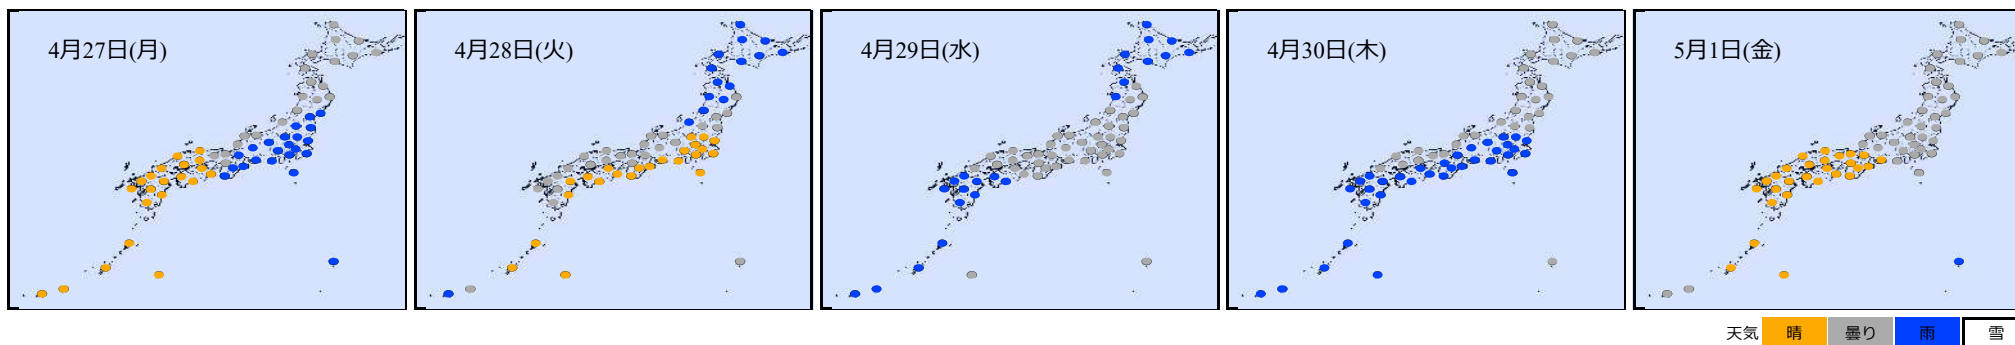 4月27日(月)
4月28日(火)
4月29日(水)
4月30日(木)
5月1日(金)
天気 晴 曇り 雨 雪